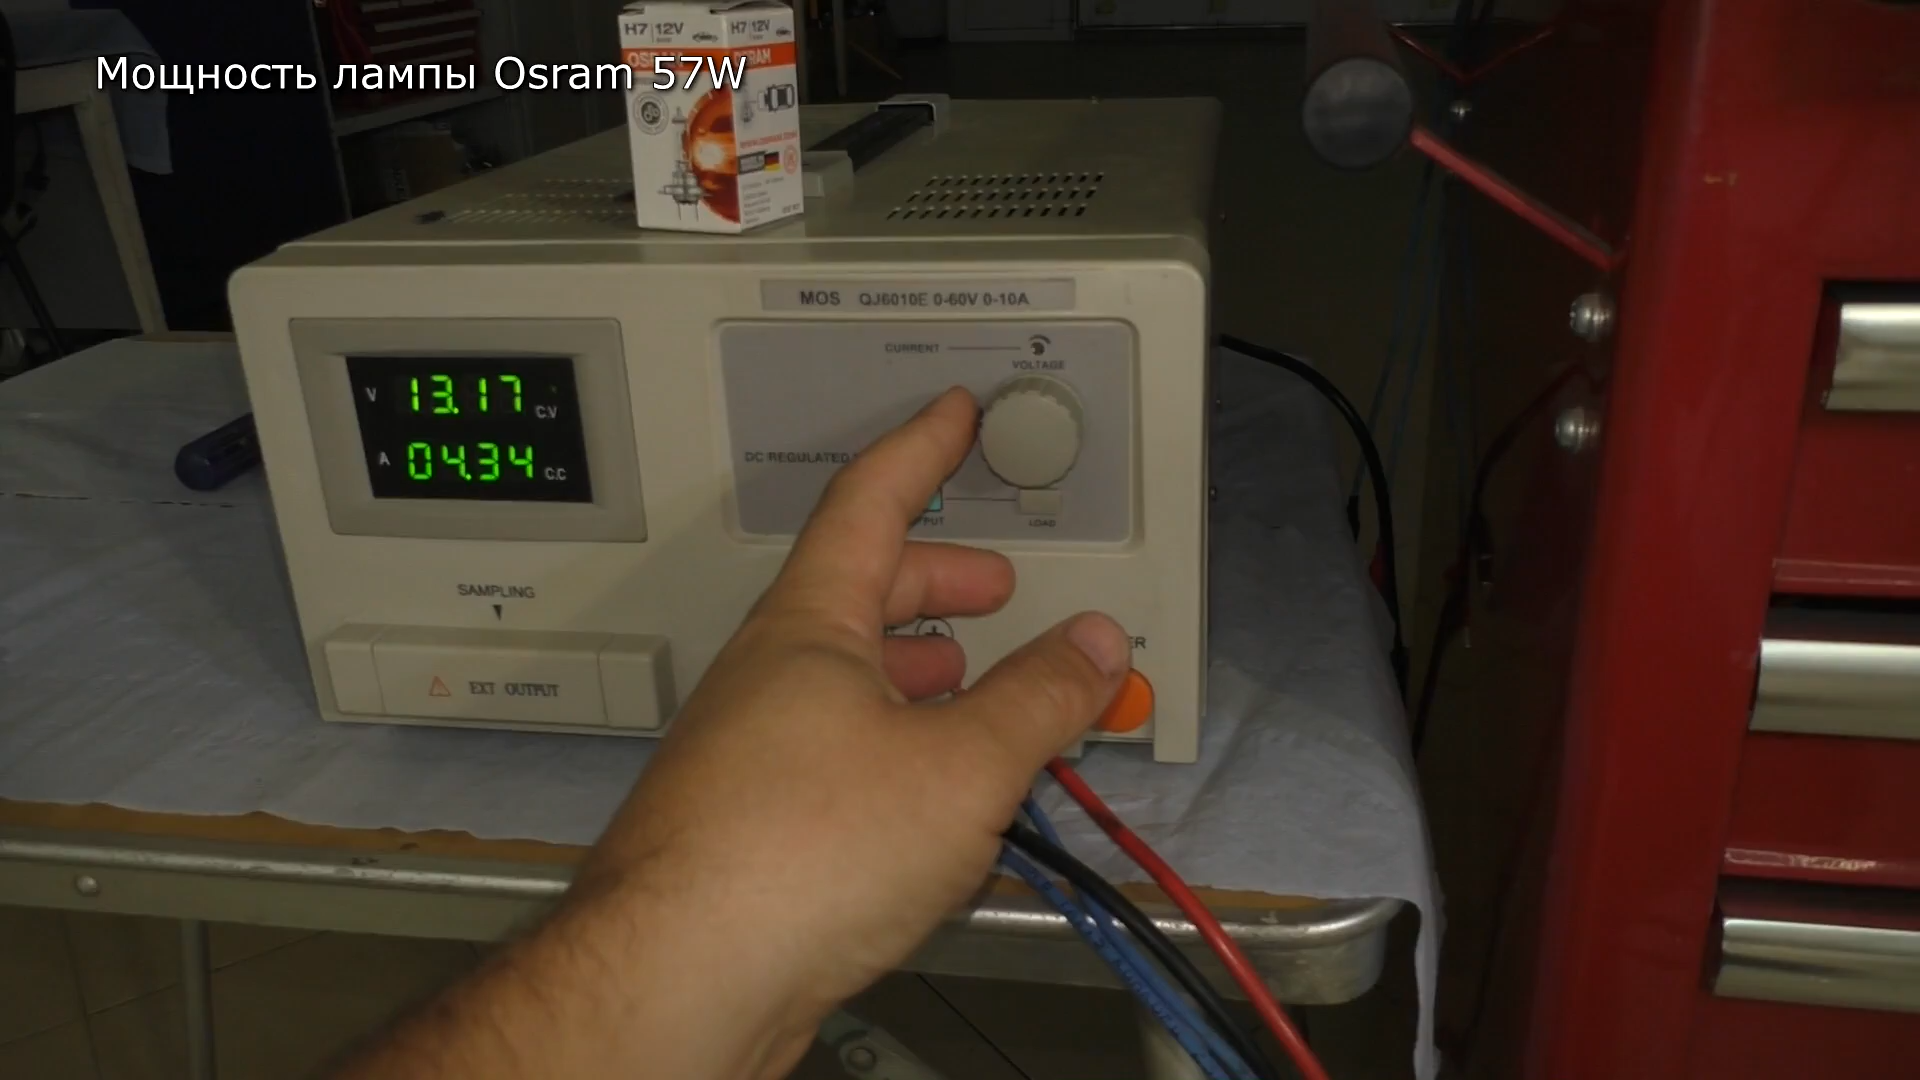 Мощность лампы Osram 57W
H7 12V
H7 12V
OSRAM
OSRAM
MOS QJ6010E 0-60V 0-10A
CURRENT
VOLTAGE
V 13.17 C.V
A 04.34 C.C
DC REGULATED
LOAD
SAMPLING
EXT OUTPUT